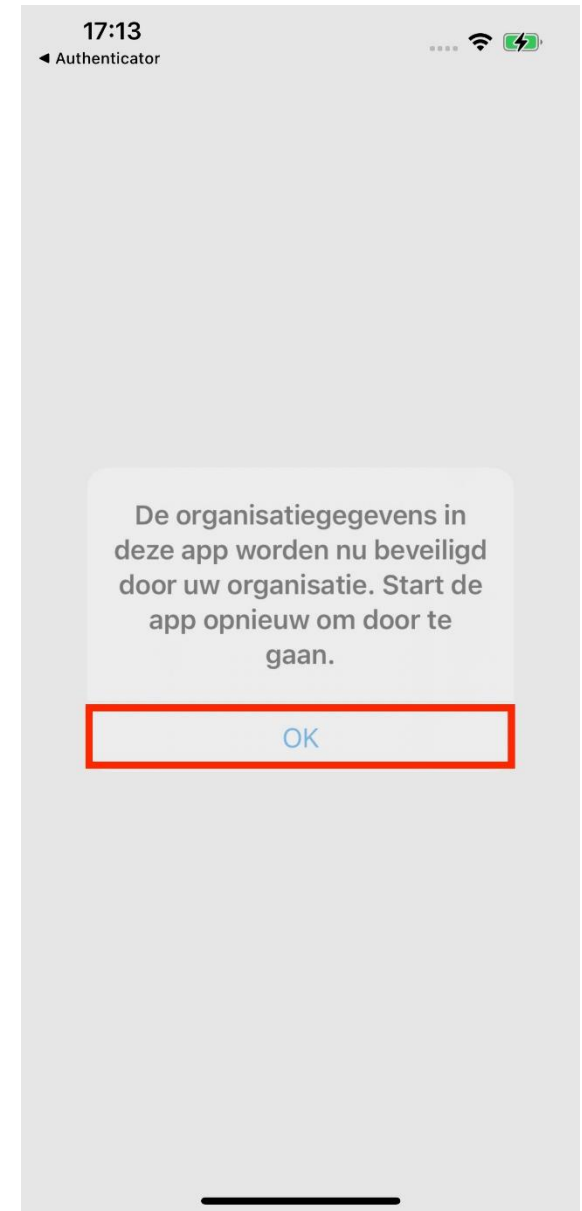 17:13
◀ Authenticator
De organisatiegegevens in
deze app worden nu beveiligd
door uw organisatie. Start de
app opnieuw om door te
gaan.
OK